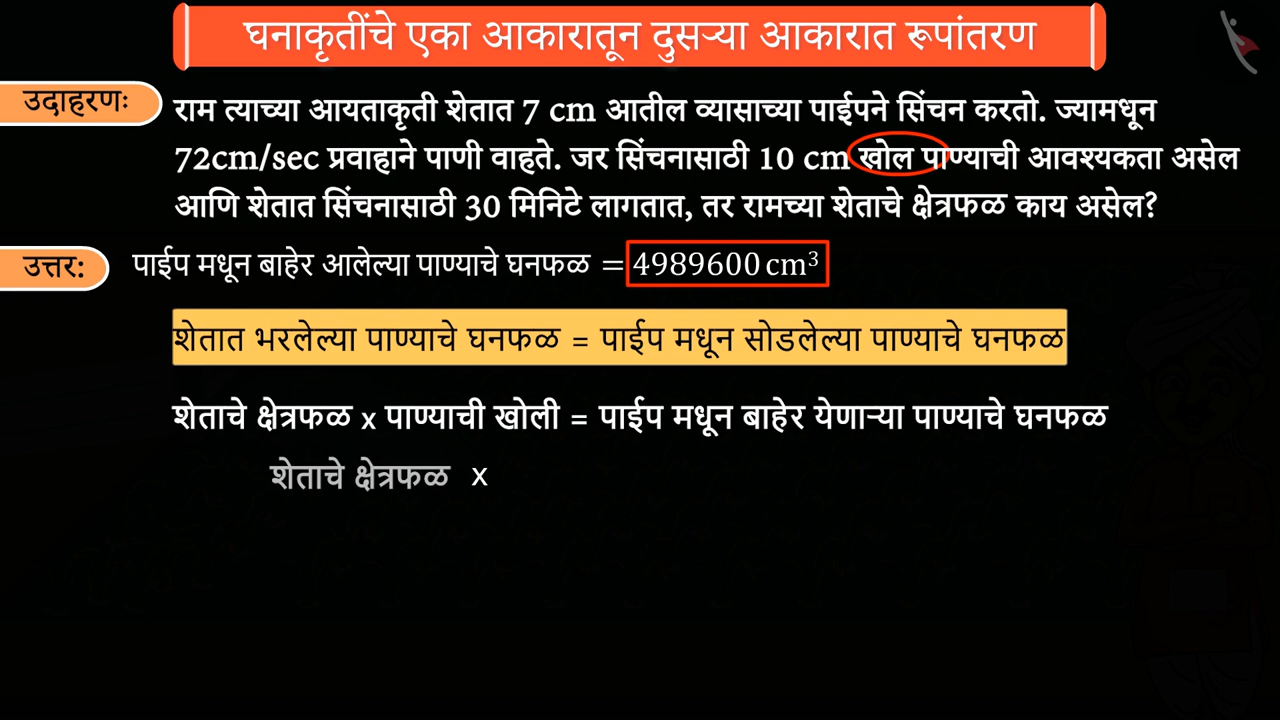 घनाकृतींचे एका आकारातून दुसऱ्या आकारात रूपांतरण
उदाहरणः
राम त्याच्या आयताकृती शेतात 7 cm आतील व्यासाच्या पाईपने सिंचन करतो. ज्यामधून
72cm/sec प्रवाहाने पाणी वाहते. जर सिंचनासाठी 10 cm खोल पाण्याची आवश्यकता असेल
आणि शेतात सिंचनासाठी 30 मिनिटे लागतात, तर रामच्या शेताचे क्षेत्रफळ काय असेल?
उत्तर: पाईप मधून बाहेर आलेल्या पाण्याचे घनफळ = 4989600 cm³
शेतात भरलेल्या पाण्याचे घनफळ = पाईप मधून सोडलेल्या पाण्याचे घनफळ
शेताचे क्षेत्रफळ x पाण्याची खोली = पाईप मधून बाहेर येणाऱ्या पाण्याचे घनफळ
शेताचे क्षेत्रफळ x